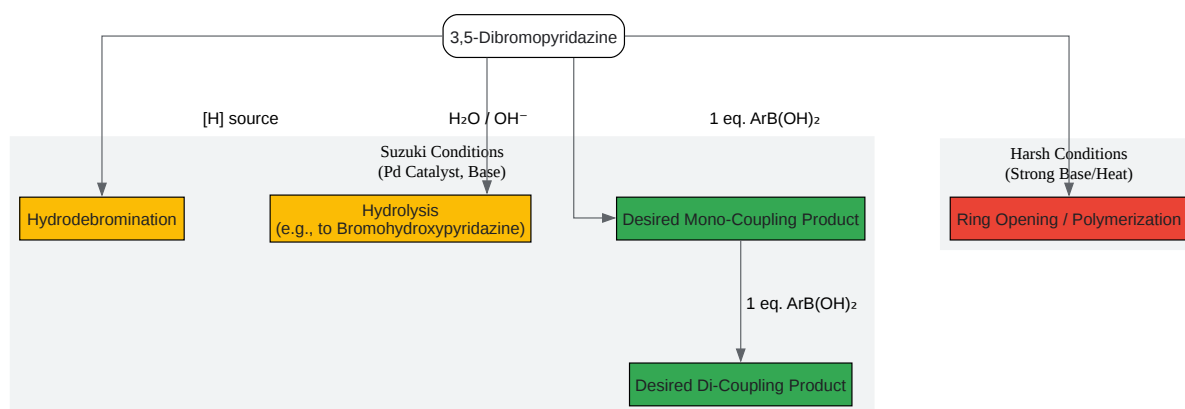 3,5-Dibromopyridazine
[H] source
H₂O / OH⁻
1 eq. ArB(OH)₂
Suzuki Conditions
(Pd Catalyst, Base)
Harsh Conditions
(Strong Base/Heat)
Hydrodebromination
Hydrolysis
(e.g., to Bromohydroxypyridazine)
Desired Mono-Coupling Product
Ring Opening / Polymerization
1 eq. ArB(OH)₂
Desired Di-Coupling Product